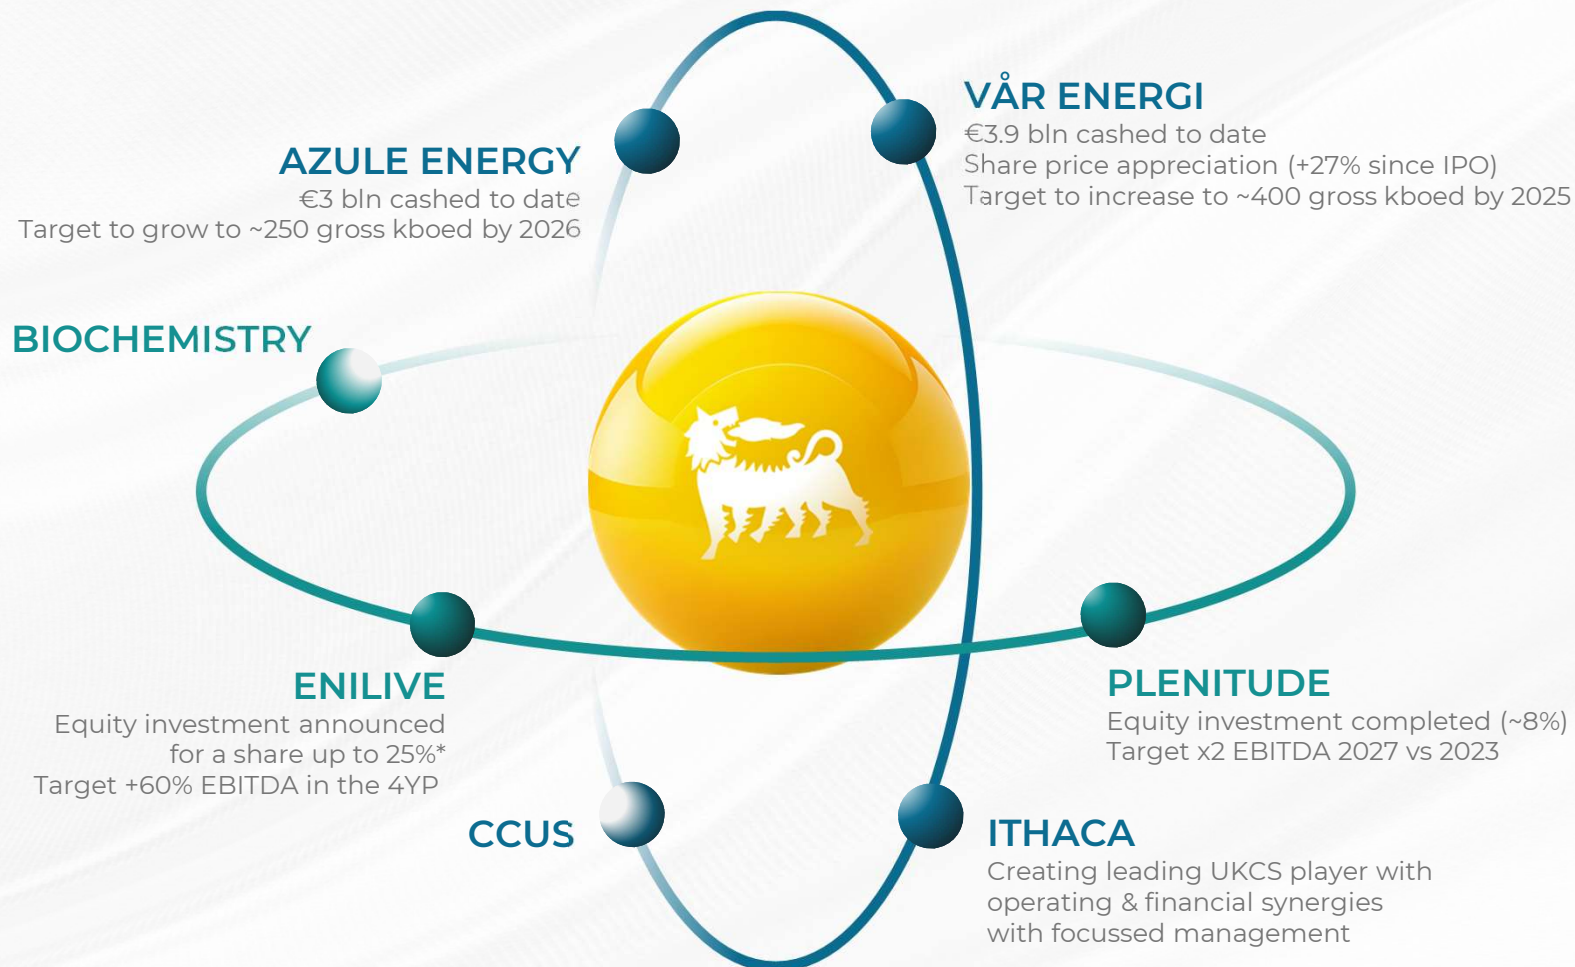 AZULE ENERGY
€3 bln cashed to date
Target to grow to ~250 gross kboed by 2026
VÅR ENERGI
€3.9 bln cashed to date
Share price appreciation (+27% since IPO)
Target to increase to ~400 gross kboed by 2025
BIOCHEMISTRY
ENILIVE
Equity investment announced
for a share up to 25%*
Target +60% EBITDA in the 4YP
PLENITUDE
Equity investment completed (~8%)
Target x2 EBITDA 2027 vs 2023
CCUS
ITHACA
Creating leading UKCS player with
operating & financial synergies
with focussed management